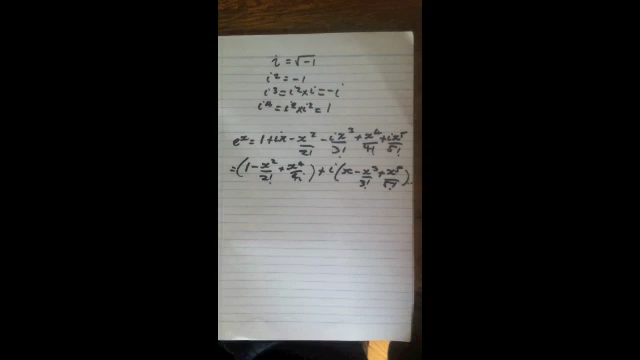 i = √-1
i² = -1
i³ = i² x i = -i
i⁴ = i² x i² = 1
eˣ = 1 + ix - x²/2! - ix³/3! + x⁴/4! + ix⁵/5!
= (1 - x²/2! + x⁴/4!) + i(x - x³/3! + x⁵/5!)